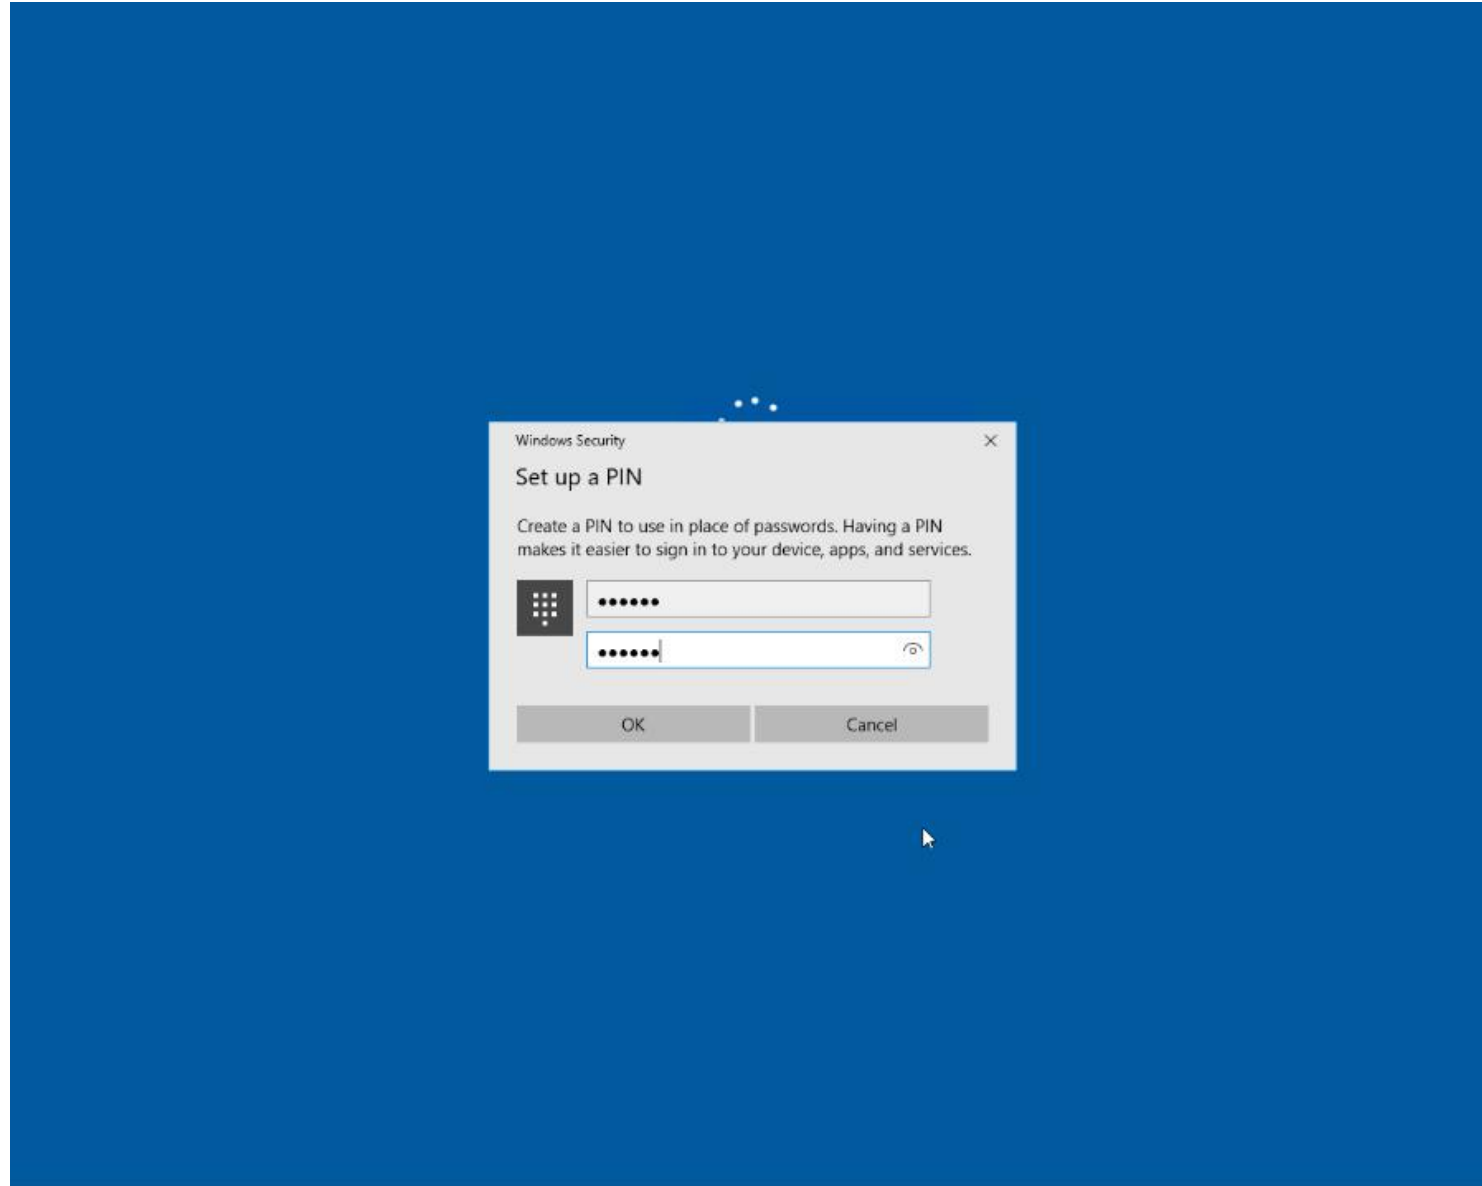 Windows Security
Set up a PIN
Create a PIN to use in place of passwords. Having a PIN
makes it easier to sign in to your device, apps, and services.
●●●●●●
●●●●●●
OK
Cancel